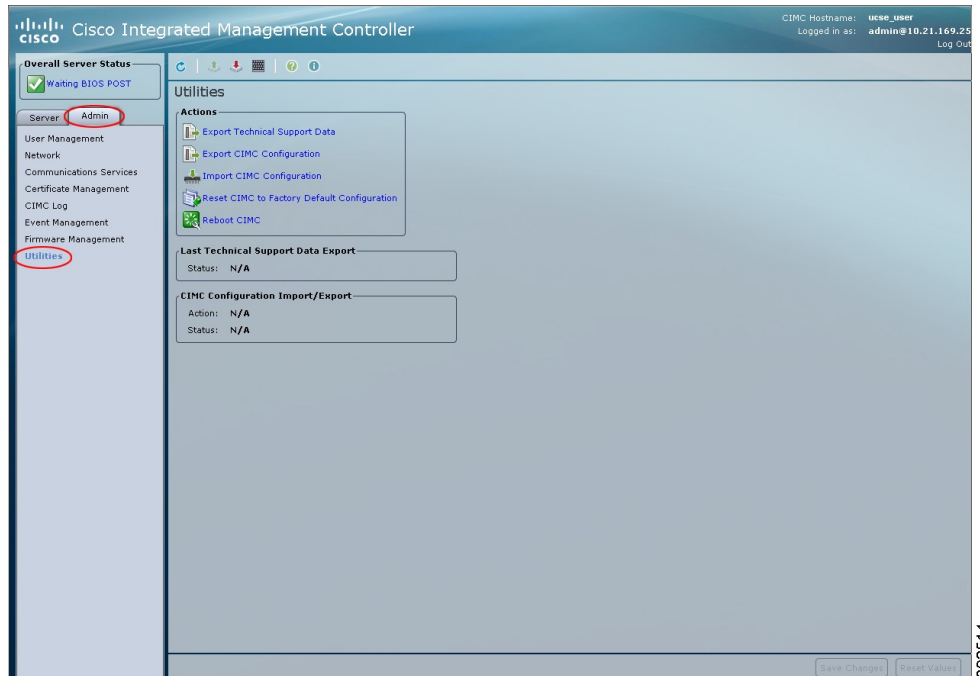 CISCO
Cisco Integrated Management Controller
CIMC Hostname: ucse_user
Logged in as: admin@10.21.169.25
Log Out
Overall Server Status
Waiting BIOS POST
Server
Admin
User Management
Network
Communications Services
Certificate Management
CIMC Log
Event Management
Firmware Management
Utilities
Utilities
Actions
Export Technical Support Data
Export CIMC Configuration
Import CIMC Configuration
Reset CIMC to Factory Default Configuration
Reboot CIMC
Last Technical Support Data Export
Status: N/A
CIMC Configuration Import/Export
Action: N/A
Status: N/A
Save Changes
Reset Values